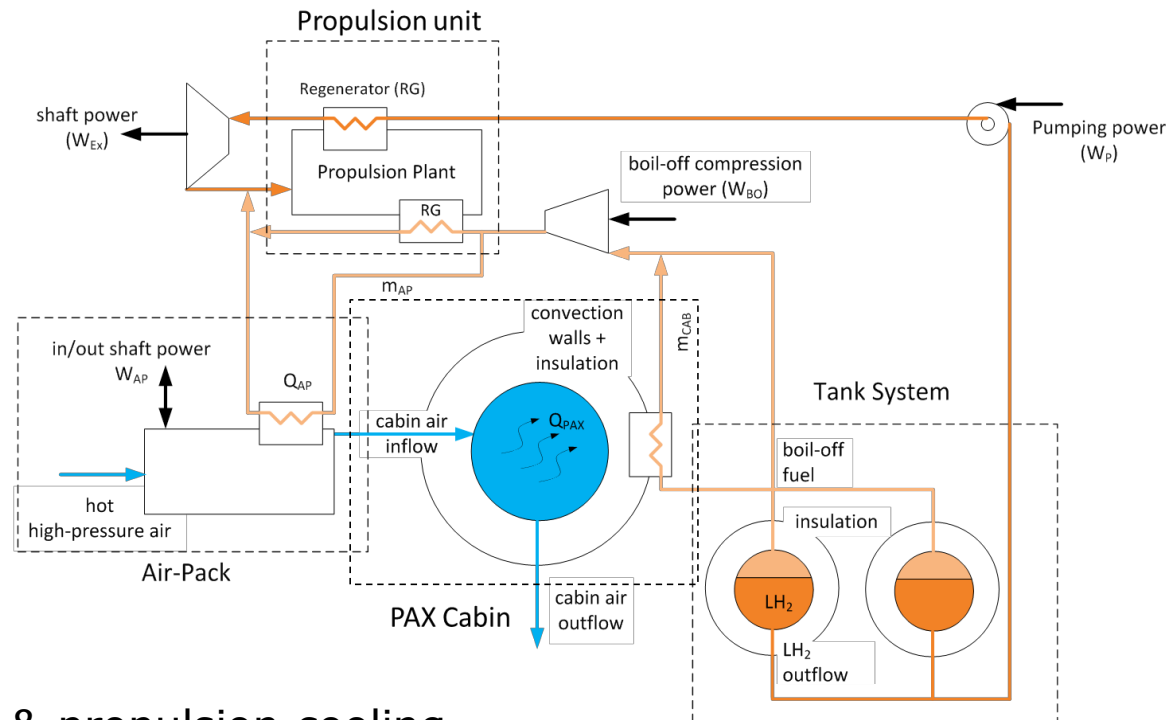 Propulsion unit
Regenerator (RG)
shaft power
(W_Ex)
Pumping power
(W_P)
Propulsion Plant
boil-off compression
power (W_BO)
RG
m_AP
convection
walls +
insulation
m_CAB
in/out shaft power
W_AP
Q_AP
Tank System
cabin air
inflow
Q_PAX
boil-off
fuel
hot
high-pressure air
insulation
Air-Pack
LH₂
PAX Cabin
cabin air
outflow
LH₂
outflow
& propulsion cooling